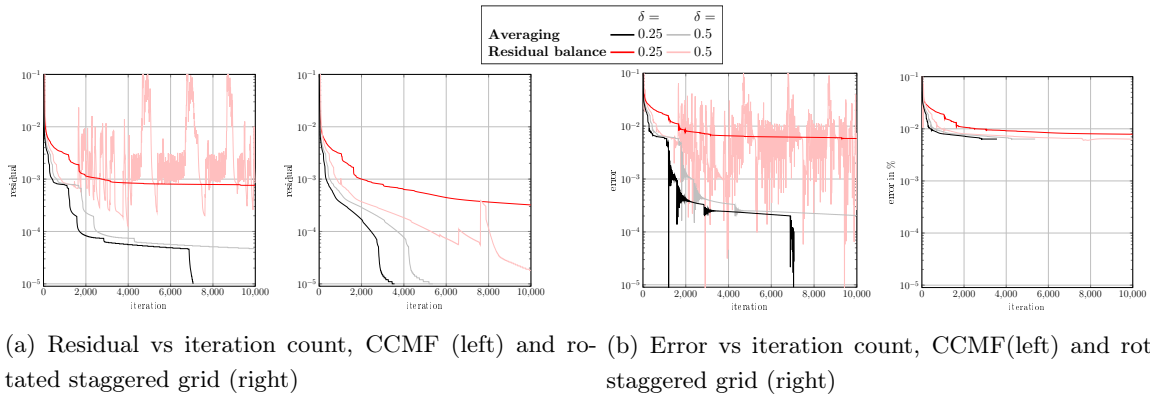 δ = δ =
Averaging 0.25 0.5
Residual balance 0.25 0.5
10⁻¹
10⁻²
10⁻³
10⁻⁴
10⁻⁵
residual
0 2,000 4,000 6,000 8,000 10,000
iteration
10⁻¹
10⁻²
10⁻³
10⁻⁴
10⁻⁵
residual
0 2,000 4,000 6,000 8,000 10,000
iteration
10⁻¹
10⁻²
10⁻³
10⁻⁴
10⁻⁵
error
0 2,000 4,000 6,000 8,000 10,000
iteration
10⁻¹
10⁻²
10⁻³
10⁻⁴
10⁻⁵
error in %
0 2,000 4,000 6,000 8,000 10,000
iteration
(a) Residual vs iteration count, CCMF (left) and ro-
tated staggered grid (right)
(b) Error vs iteration count, CCMF(left) and rot
staggered grid (right)